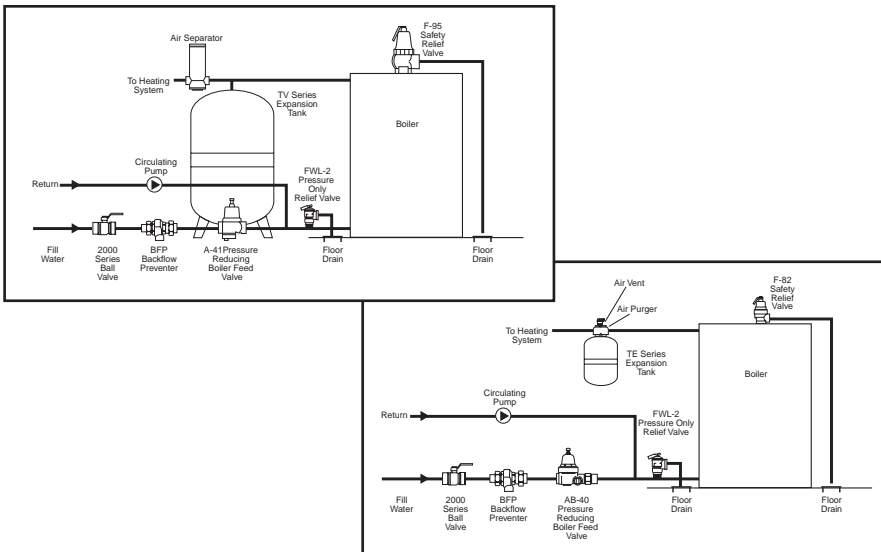 F-95
Safety
Relief
Valve
Air Separator
To Heating
System
TV Series
Expansion
Tank
Boiler
Circulating
Pump
FWL-2
Pressure
Only
Relief Valve
Return
Fill
Water
2000
Series
Ball
Valve
BFP
Backflow
Preventer
A-41Pressure
Reducing
Boiler Feed
Valve
Floor
Drain
Floor
Drain
Air Vent
F-82
Safety
Relief
Valve
Air Purger
To Heating
System
TE Series
Expansion
Tank
Boiler
Circulating
Pump
FWL-2
Pressure Only
Relief Valve
Return
Fill
Water
2000
Series
Ball
Valve
BFP
Backflow
Preventer
AB-40
Pressure
Reducing
Boiler Feed
Valve
Floor
Drain
Floor
Drain